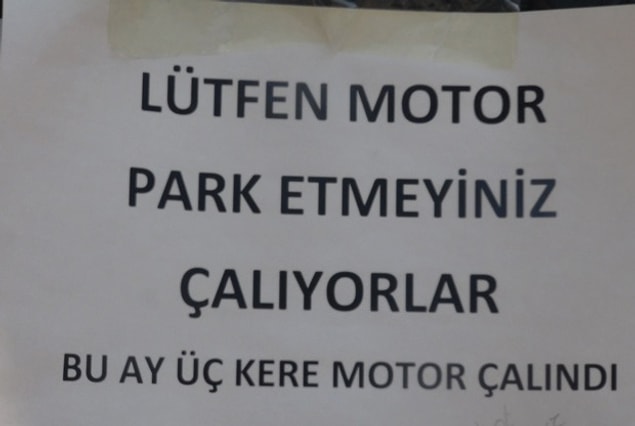 LÜTFEN MOTOR
PARK ETMEYİNİZ
ÇALIYORLAR
BU AY ÜÇ KERE MOTOR ÇALINDI